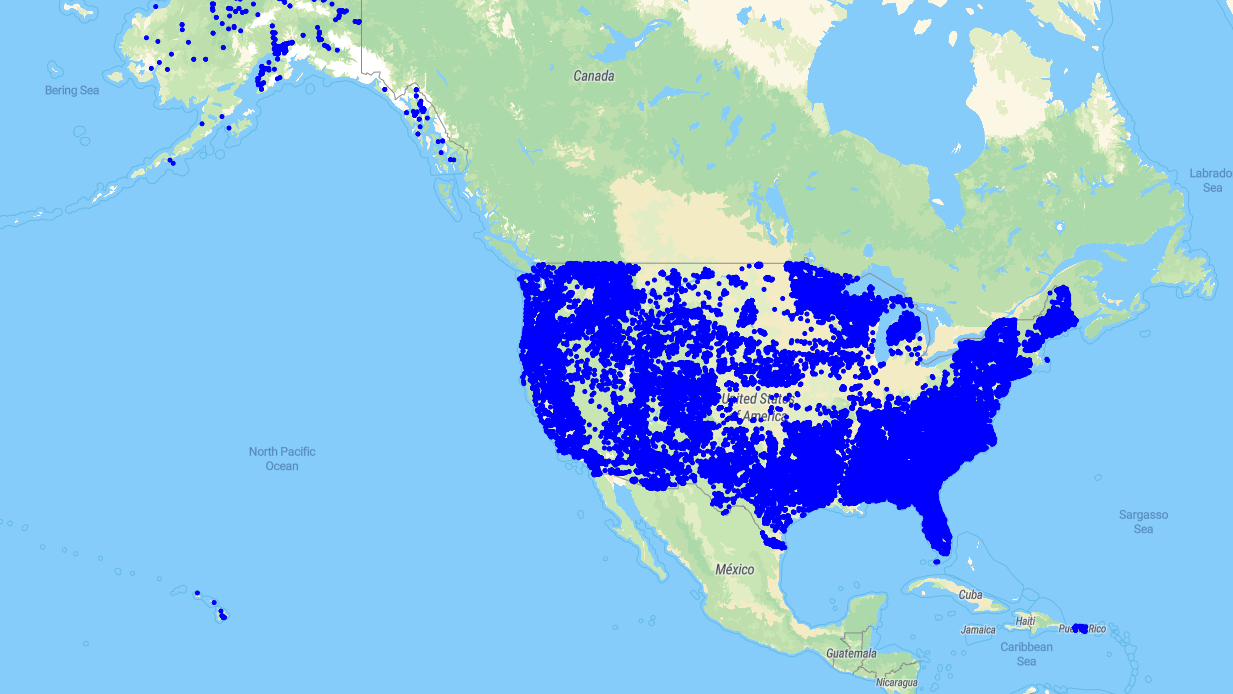 Bering Sea
Canada
Labrado
Sea
United States
of America
North Pacific
Ocean
Sargasso
Sea
México
Cuba
Haiti
Jamaica
Puerto Rico
Caribbean
Sea
Guatemala
Nicaragua